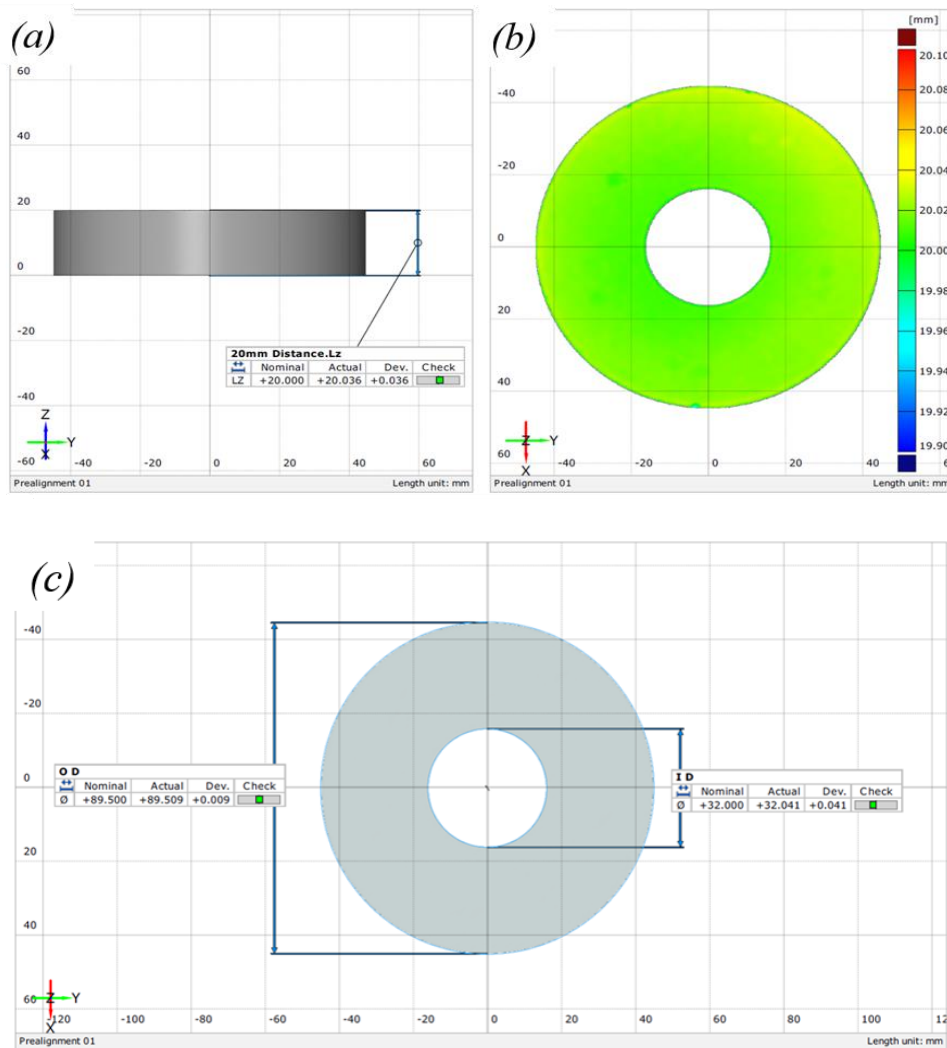 (a)
60
40
20
0
-20
-40
-60 -40 -20 0 20 40 60
20mm Distance.Lz
Nominal Actual Dev. Check
LZ +20.000 +20.036 +0.036
Z
Y
X
Prealignment 01 Length unit: mm
(b)
[mm]
20.10
20.08
20.06
20.04
20.02
20.00
19.98
19.96
19.94
19.92
19.90
-40
-20
0
20
40
60 -40 -20 0 20 40
Z Y
X
Prealignment 01 Length unit: mm
(c)
-40
-20
0
20
40
60 -120 -100 -80 -60 -40 -20 0 20 40 60 80 100
O D
Nominal Actual Dev. Check
Ø +89.500 +89.509 +0.009
I D
Nominal Actual Dev. Check
Ø +32.000 +32.041 +0.041
Z Y
X
Prealignment 01 Length unit: mm